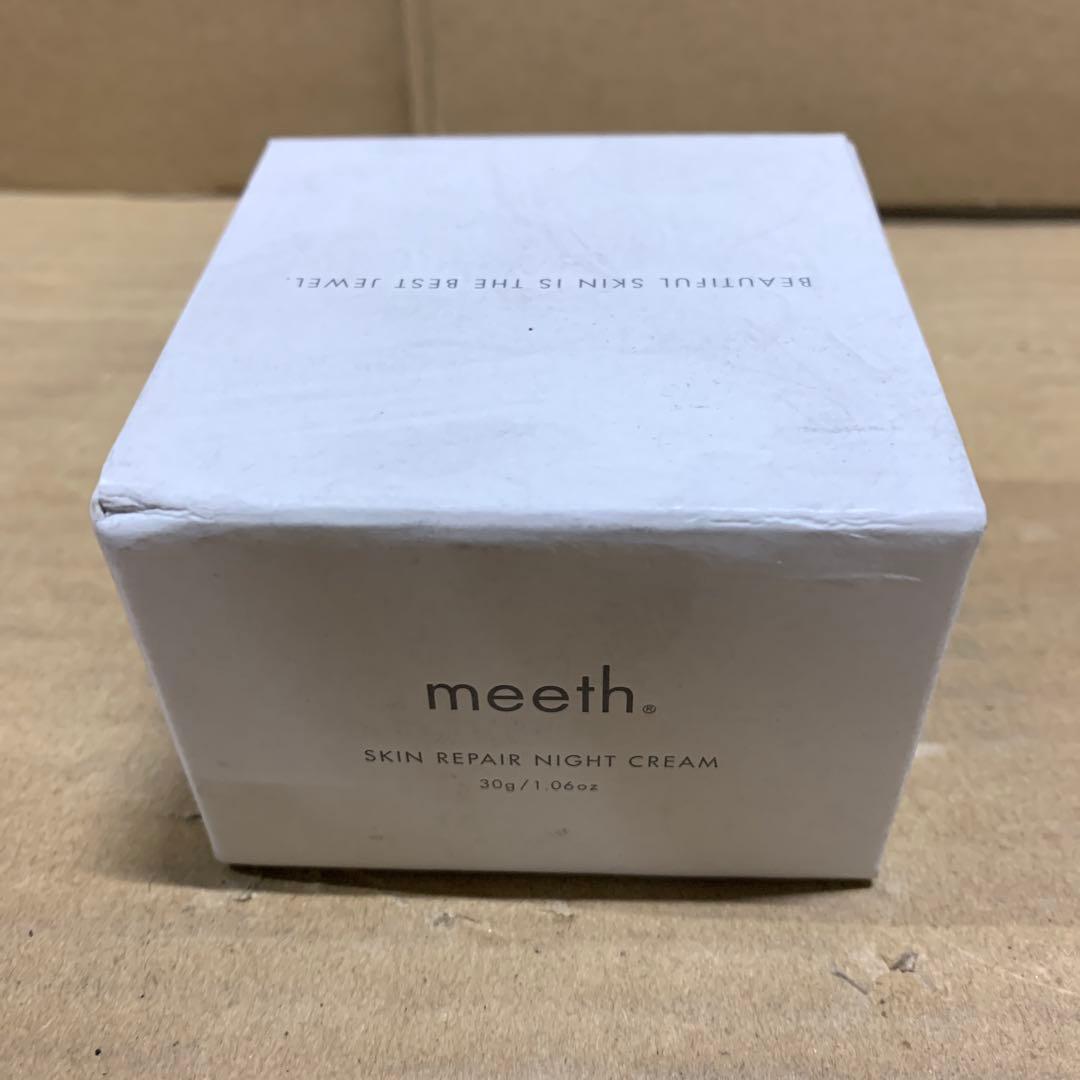 BEAUTIFUL SKIN IS THE BEST JEWEL.
meeth®
SKIN REPAIR NIGHT CREAM
30g/1.06oz